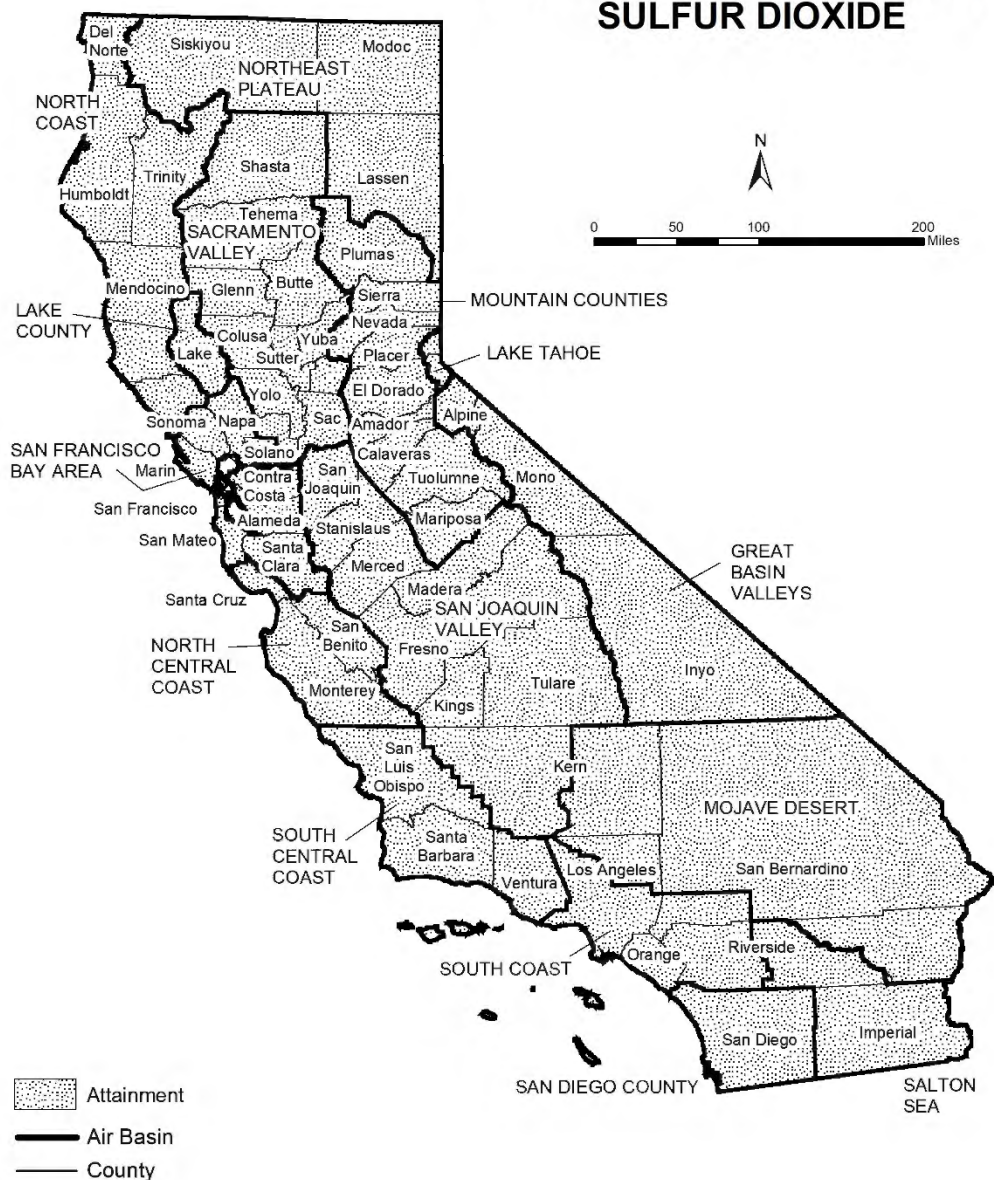 SULFUR DIOXIDE
Del
Norte
Siskiyou
Modoc
NORTHEAST
PLATEAU
NORTH
COAST
N
Humboldt
Trinity
Shasta
Lassen
0 50 100 200
Miles
Tehema
SACRAMENTO
VALLEY
Plumas
Mendocino
Glenn
Butte
Sierra
MOUNTAIN COUNTIES
LAKE
COUNTY
Nevada
Colusa
Yuba
Lake
Sutter
Placer
LAKE TAHOE
Yolo
El Dorado
Sonoma
Napa
Sac
Amador
Alpine
SAN FRANCISCO
BAY AREA
Solano
Calaveras
Marin
Contra
Costa
San
Joaquin
Tuolumne
Mono
San Francisco
Alameda
Stanislaus
Mariposa
San Mateo
Santa
Clara
Merced
GREAT
BASIN
VALLEYS
Santa Cruz
Madera
SAN JOAQUIN
VALLEY
NORTH
CENTRAL
COAST
San
Benito
Fresno
Inyo
Monterey
Kings
Tulare
San
Luis
Obispo
Kern
MOJAVE DESERT
SOUTH
CENTRAL
COAST
Santa
Barbara
Ventura
Los Angeles
San Bernardino
SOUTH COAST
Orange
Riverside
San Diego
Imperial
SAN DIEGO COUNTY
SALTON
SEA
Attainment
Air Basin
County